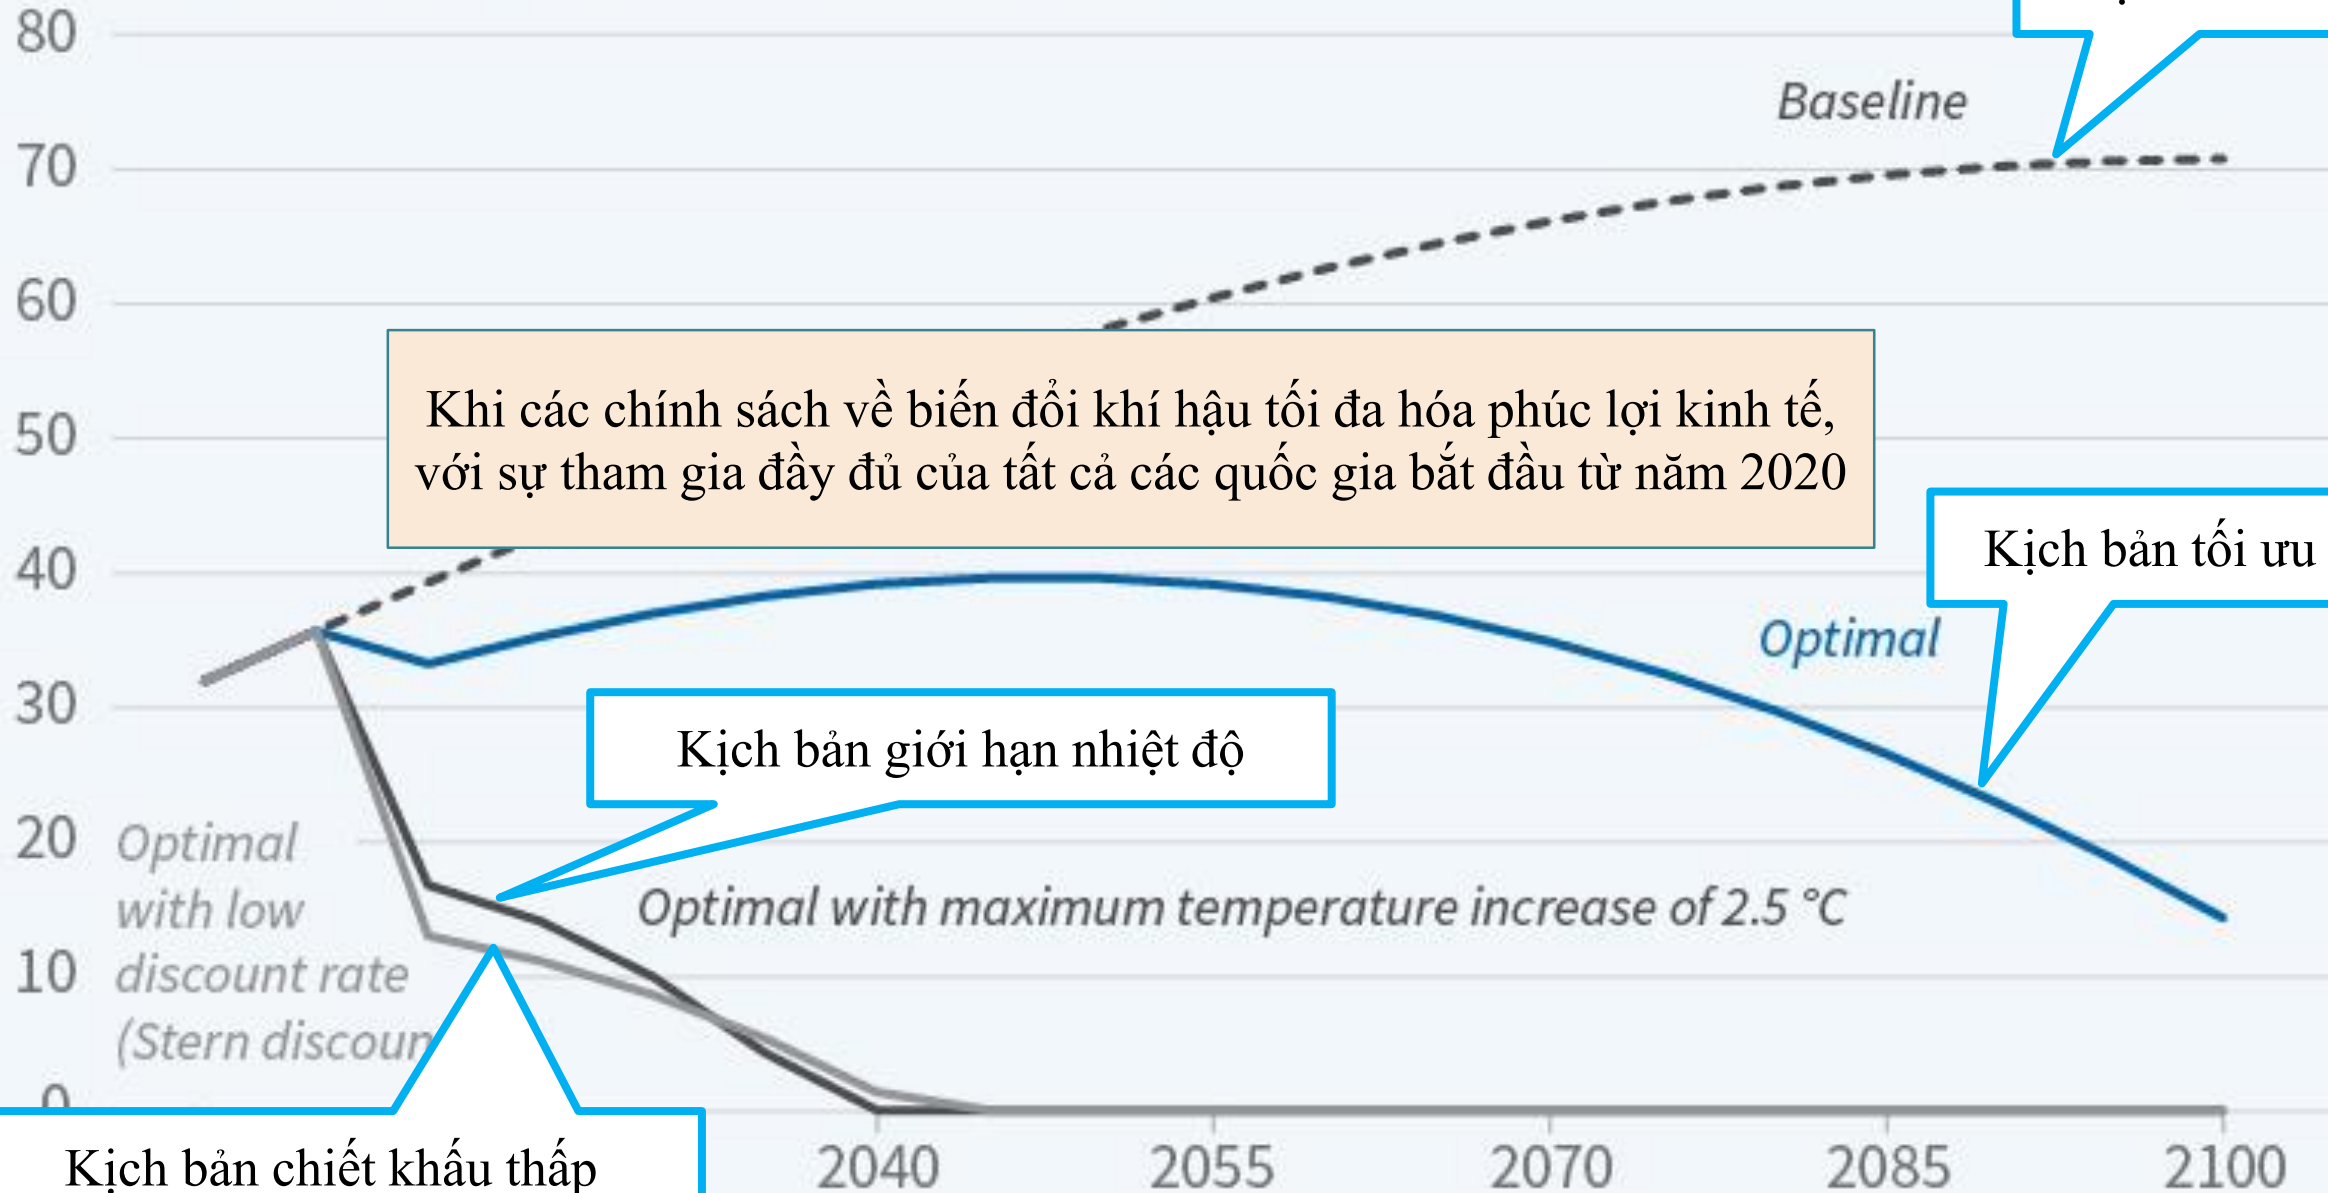 80
Baseline
70
60
Khi các chính sách về biến đổi khí hậu tối đa hóa phúc lợi kinh tế,
với sự tham gia đầy đủ của tất cả các quốc gia bắt đầu từ năm 2020
50
Kịch bản tối ưu
40
Optimal
30
Kịch bản giới hạn nhiệt độ
20
Optimal
with low
discount rate
(Stern
Optimal with maximum temperature increase of 2.5 °C
10
0
Kịch bản chiết khấu thấp
2040 2055 2070 2085 2100